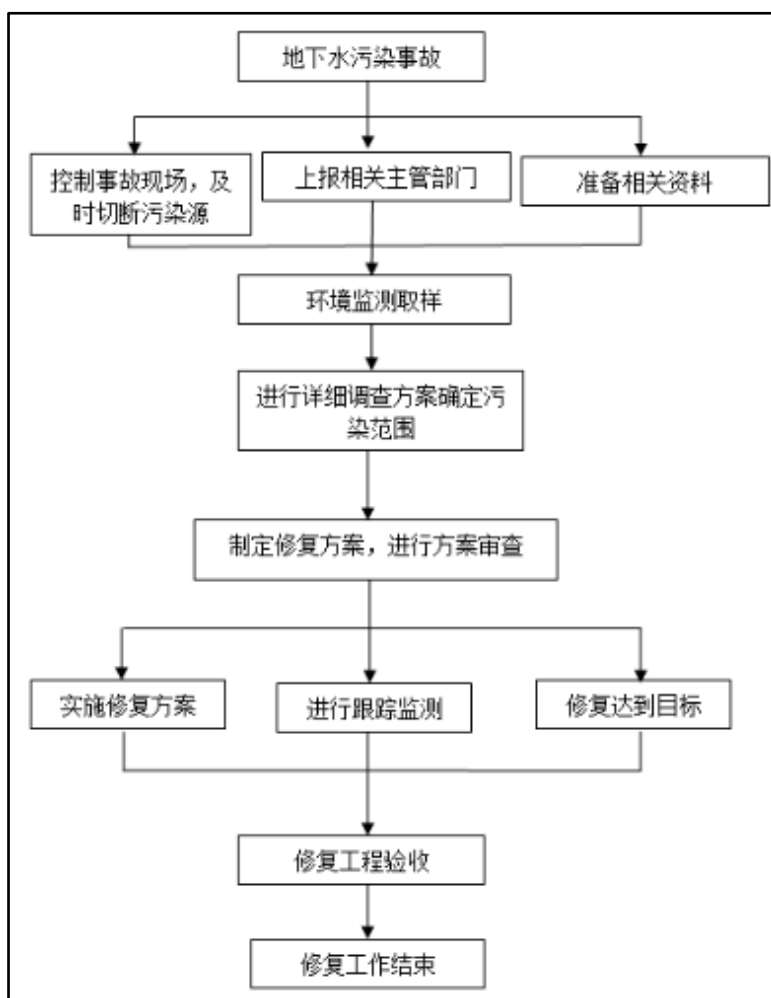 地下水污染事故
控制事故现场，及
时切断污染源
上报相关主管部门
准备相关资料
环境监测取样
进行详细调查方案确定污
染范围
制定修复方案，进行方案审查
实施修复方案
进行跟踪监测
修复达到目标
修复工程验收
修复工作结束